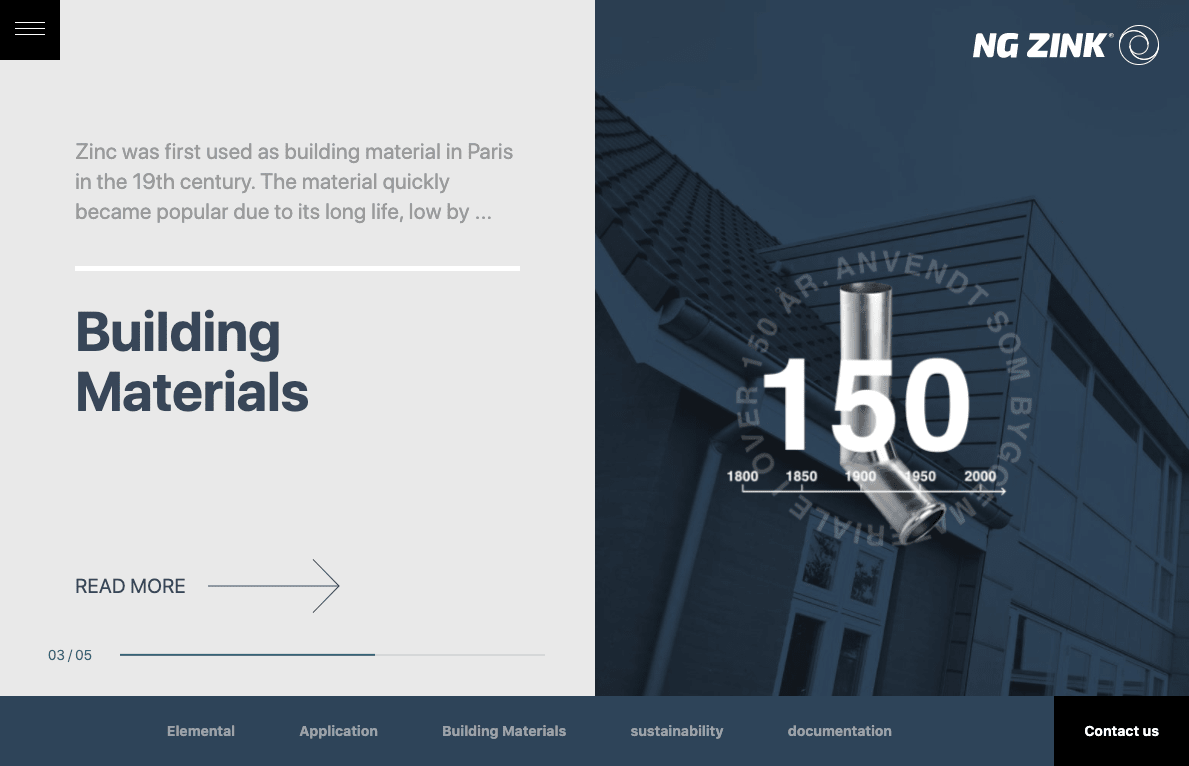 NG ZINK®
Zinc was first used as building material in Paris
in the 19th century. The material quickly
became popular due to its long life, low by ...
Building
Materials
READ MORE
03 / 05
I OVER 150 ÅR. ANVENDT SOM BYGGEM ERIALE
150
1800 1850 1900 1950 2000
Elemental Application Building Materials sustainability documentation Contact us